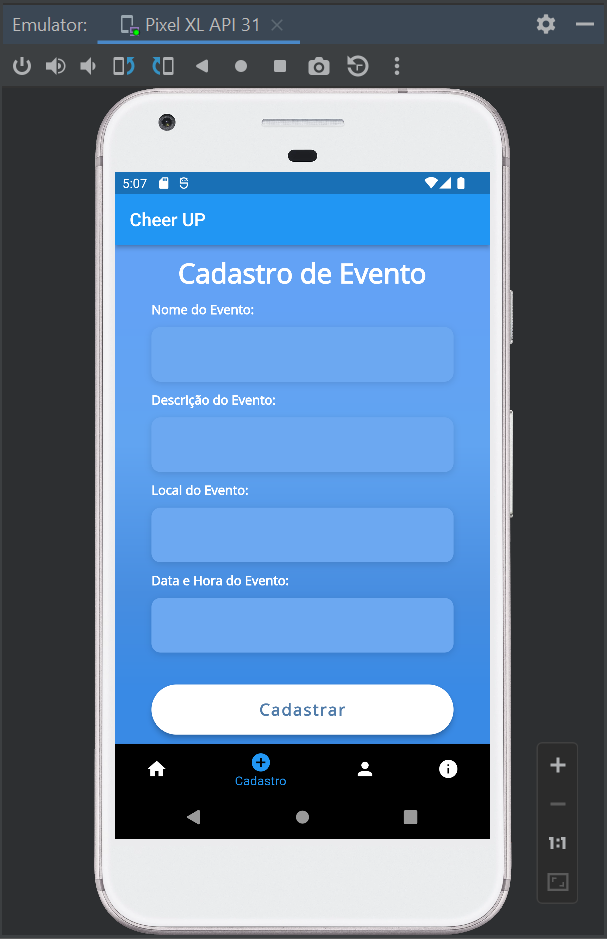 Emulator: Pixel XL API 31
5:07
Cheer UP
Cadastro de Evento
Nome do Evento:
Descrição do Evento:
Local do Evento:
Data e Hora do Evento:
Cadastrar
Cadastro
1:1